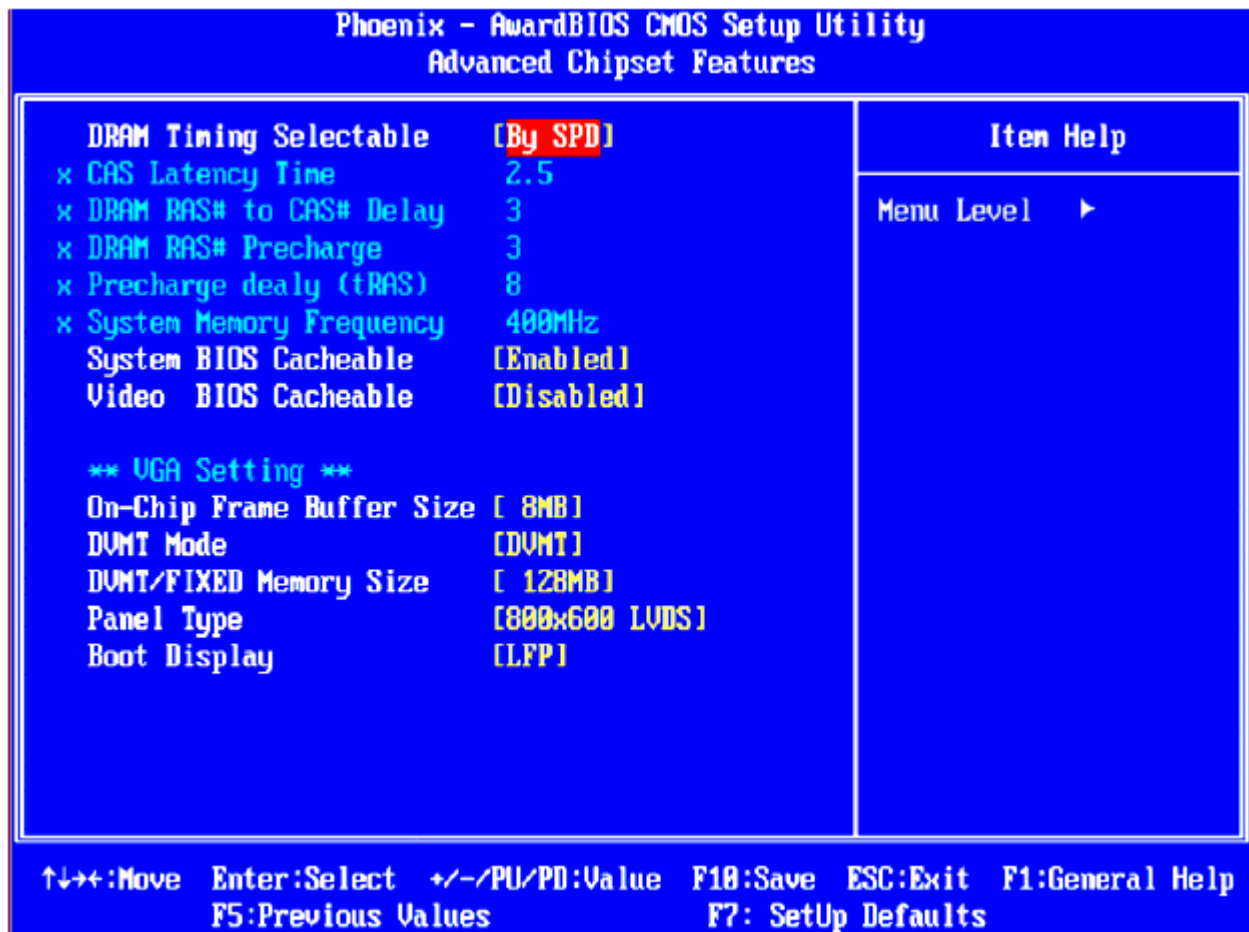 Phoenix - AwardBIOS CMOS Setup Utility
Advanced Chipset Features
DRAM Timing Selectable [By SPD]
x CAS Latency Time 2.5
x DRAM RAS# to CAS# Delay 3
x DRAM RAS# Precharge 3
x Precharge dealy (tRAS) 8
x System Memory Frequency 400MHz
System BIOS Cacheable [Enabled]
Video BIOS Cacheable [Disabled]
** VGA Setting **
On-Chip Frame Buffer Size [ 8MB]
DVMT Mode [DVMT]
DVMT/FIXED Memory Size [ 128MB]
Panel Type [800x600 LVDS]
Boot Display [LFP]
Item Help
Menu Level ►
↑↓→←:Move Enter:Select +/-/PU/PD:Value F10:Save ESC:Exit F1:General Help
F5:Previous Values F7: SetUp Defaults